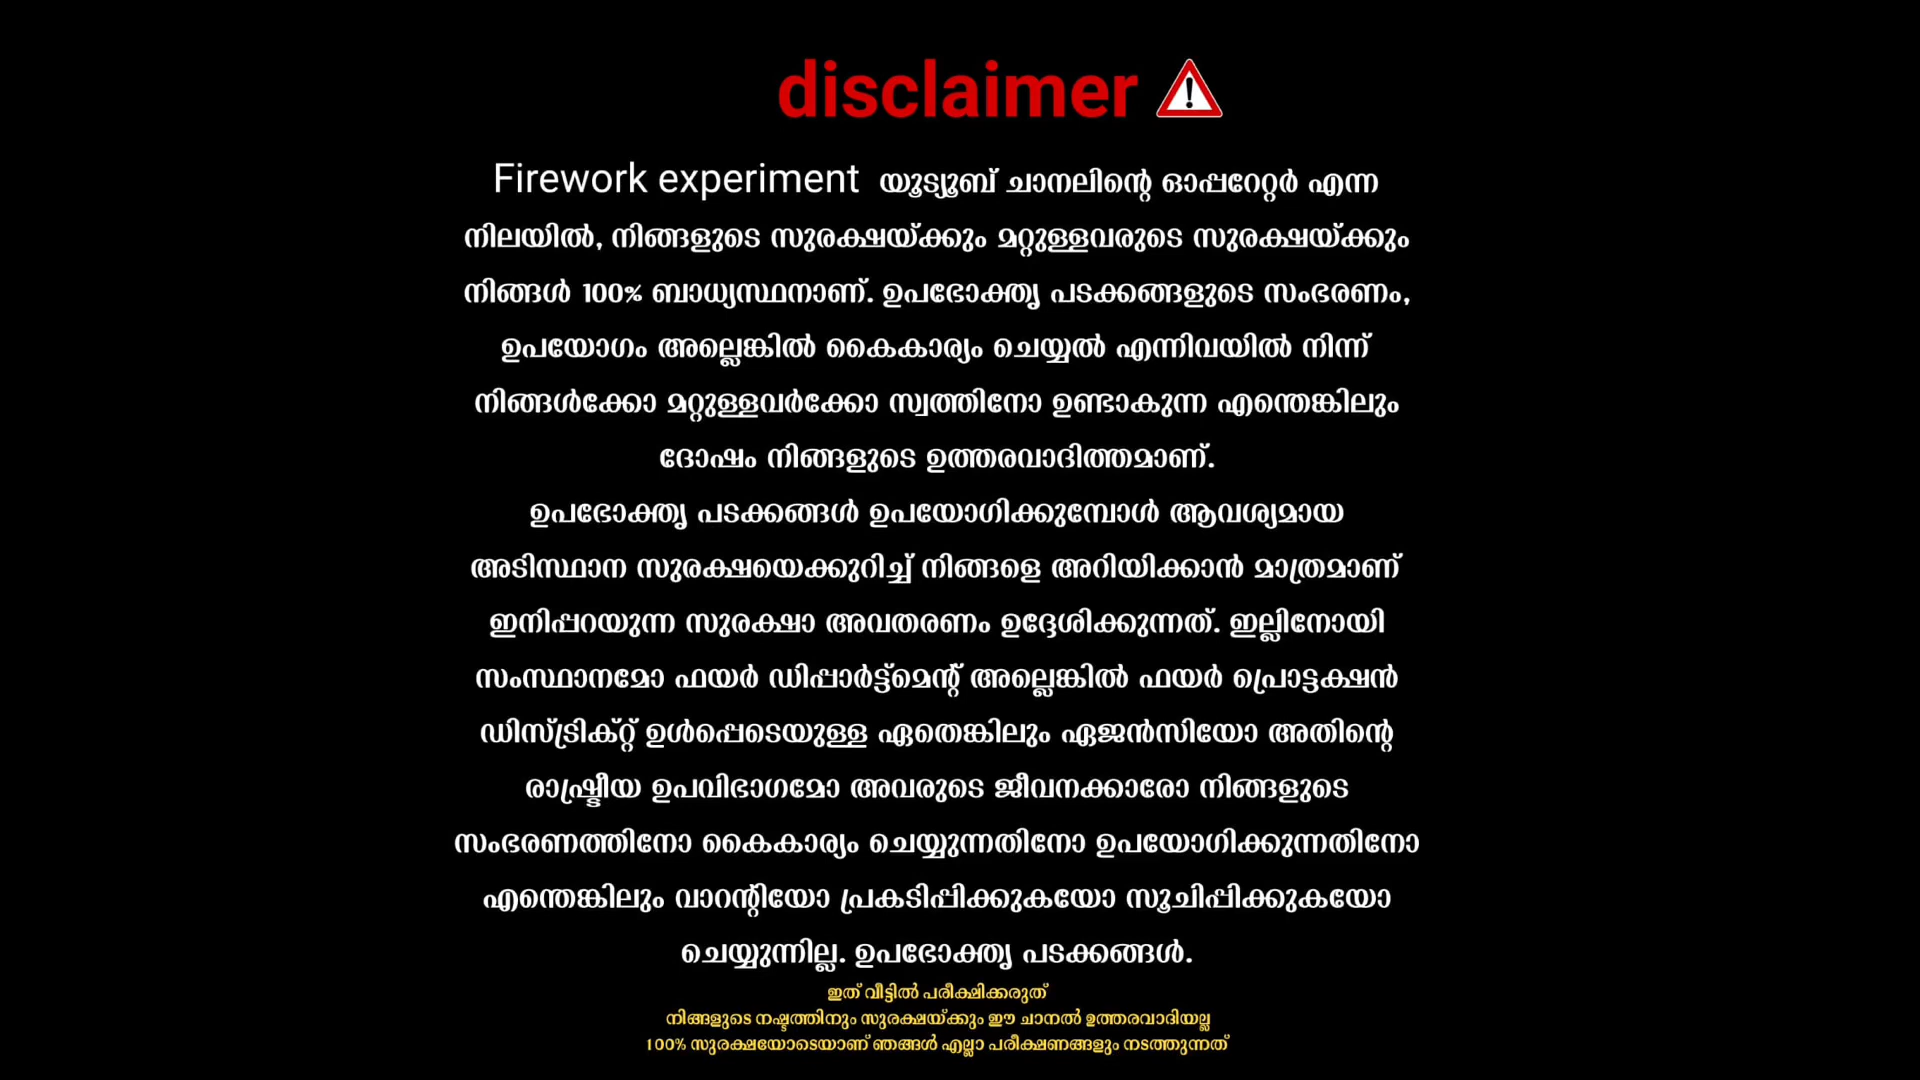 disclaimer
Firework experiment യൂട്യൂബ് ചാനലിന്റെ ഓപ്പറേറ്റർ എന്ന
നിലയിൽ, നിങ്ങളുടെ സുരക്ഷയ്ക്കും മറ്റുള്ളവരുടെ സുരക്ഷയ്ക്കും
നിങ്ങൾ 100% ബാധ്യസ്ഥനാണ്. ഉപഭോക്തൃ പടക്കങ്ങളുടെ സംഭരണം,
ഉപയോഗം അല്ലെങ്കിൽ കൈകാര്യം ചെയ്യൽ എന്നിവയിൽ നിന്ന്
നിങ്ങൾക്കോ മറ്റുള്ളവർക്കോ സ്വത്തിനോ ഉണ്ടാകുന്ന എന്തെങ്കിലും
ദോഷം നിങ്ങളുടെ ഉത്തരവാദിത്തമാണ്.
ഉപഭോക്തൃ പടക്കങ്ങൾ ഉപയോഗിക്കുമ്പോൾ ആവശ്യമായ
അടിസ്ഥാന സുരക്ഷയെക്കുറിച്ച് നിങ്ങളെ അറിയിക്കാൻ മാത്രമാണ്
ഇനിപ്പറയുന്ന സുരക്ഷാ അവതരണം ഉദ്ദേശിക്കുന്നത്. ഇല്ലിനോയി
സംസ്ഥാനമോ ഫയർ ഡിപ്പാർട്ട്മെന്റ് അല്ലെങ്കിൽ ഫയർ പ്രൊട്ടക്ഷൻ
ഡിസ്ട്രിക്റ്റ് ഉൾപ്പെടെയുള്ള ഏതെങ്കിലും ഏജൻസിയോ അതിന്റെ
രാഷ്ട്രീയ ഉപവിഭാഗമോ അവരുടെ ജീവനക്കാരോ നിങ്ങളുടെ
സംഭരണത്തിനോ കൈകാര്യം ചെയ്യുന്നതിനോ ഉപയോഗിക്കുന്നതിനോ
എന്തെങ്കിലും വാറന്റിയോ പ്രകടിപ്പിക്കുകയോ സൂചിപ്പിക്കുകയോ
ചെയ്യുന്നില്ല. ഉപഭോക്തൃ പടക്കങ്ങൾ.
ഇത് വീട്ടിൽ പരീക്ഷിക്കരുത്
നിങ്ങളുടെ നഷ്ടത്തിനും സുരക്ഷയ്ക്കും ഈ ചാനൽ ഉത്തരവാദിയല്ല
100% സുരക്ഷയോടെയാണ് ഞങ്ങൾ എല്ലാ പരീക്ഷണങ്ങളും നടത്തുന്നത്